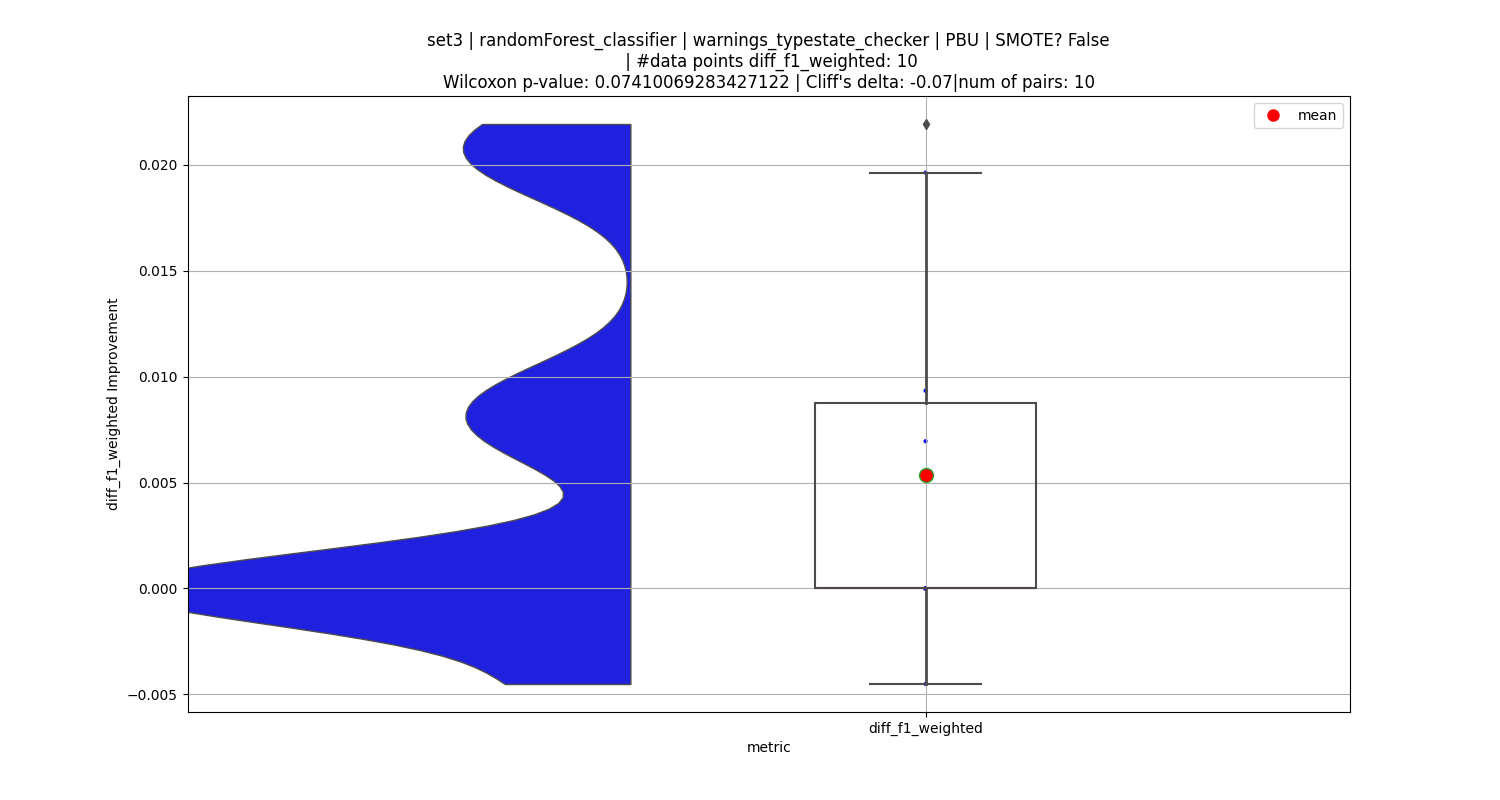 set3 | randomForest_classifier | warnings_typestate_checker | PBU | SMOTE? False
| #data points diff_f1_weighted: 10
Wilcoxon p-value: 0.07410069283427122 | Cliff's delta: -0.07|num of pairs: 10
mean
0.020
0.015
0.010
0.005
0.000
−0.005
diff_f1_weighted Improvement
diff_f1_weighted
metric